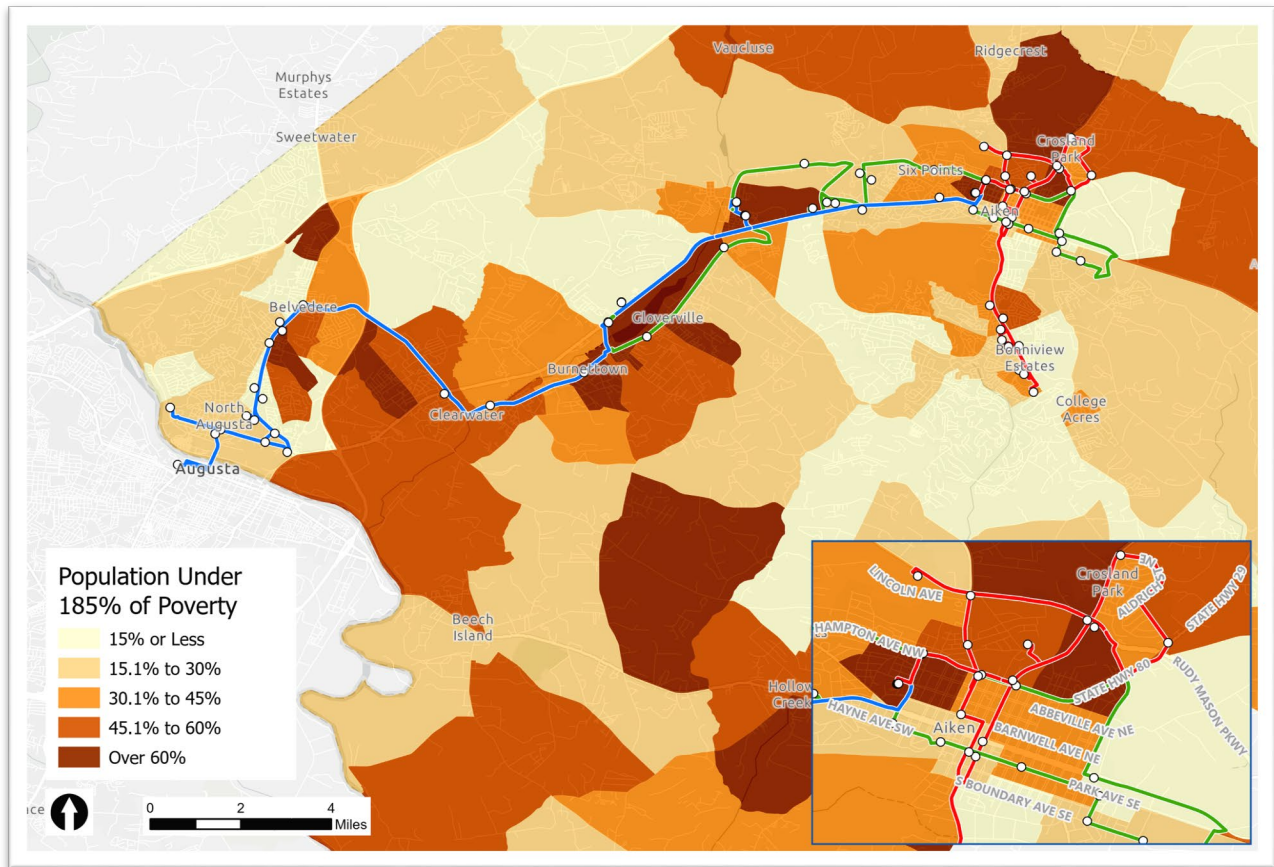 Vaucluse
Ridgecrest
Murphys
Estates
Sweetwater
Crosland
Park
Six Points
Aiken
Belvedere
Gloverville
Bonniview
Estates
Burnettown
College
Acres
North
Augusta
Clearwater
Augusta
Population Under
185% of Poverty
15% or Less
15.1% to 30%
30.1% to 45%
45.1% to 60%
Over 60%
0 2 4
Miles
Beech
Island
Hollow
Creek
LINCOLN AVE
Crosland
Park
ALDRICH ST NE
STATE HWY 29
HAMPTON AVE NW
STATE HWY 80
RUDY MASON PKWY
HAYNE AVE SW
Aiken
ABBEVILLE AVE NE
BARNWELL AVE NE
PARK AVE SE
S BOUNDARY AVE SE
ce
A